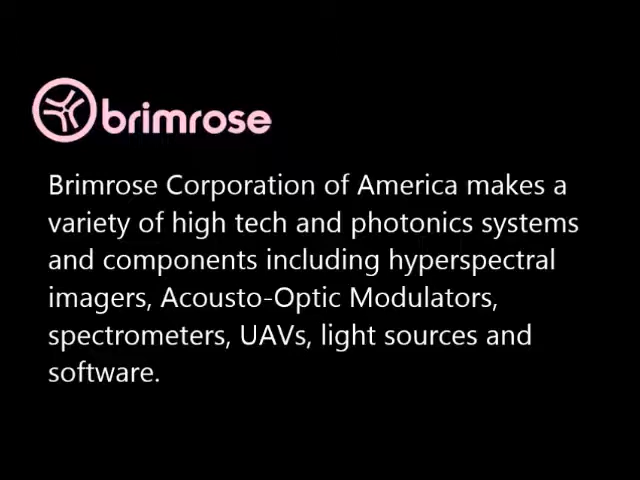 brimrose
Brimrose Corporation of America makes a
variety of high tech and photonics systems
and components including hyperspectral
imagers, Acousto-Optic Modulators,
spectrometers, UAVs, light sources and
software.